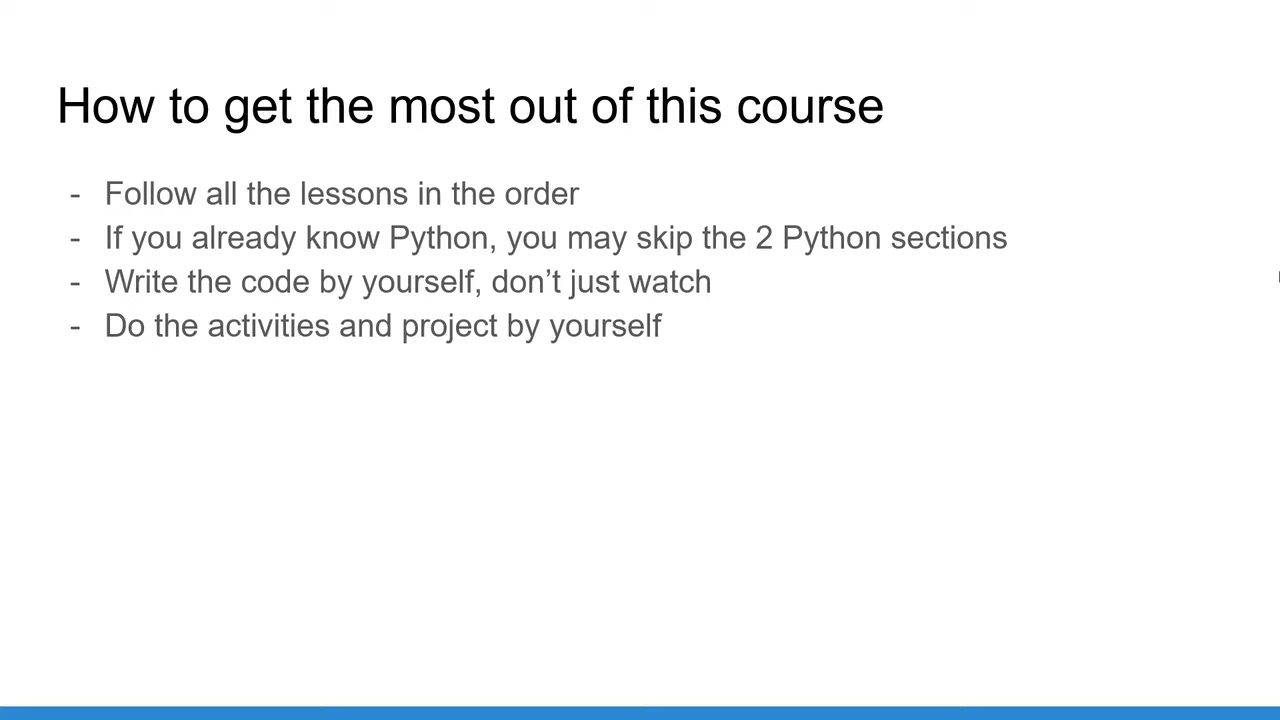 How to get the most out of this course
- Follow all the lessons in the order
- If you already know Python, you may skip the 2 Python sections
- Write the code by yourself, don’t just watch
- Do the activities and project by yourself